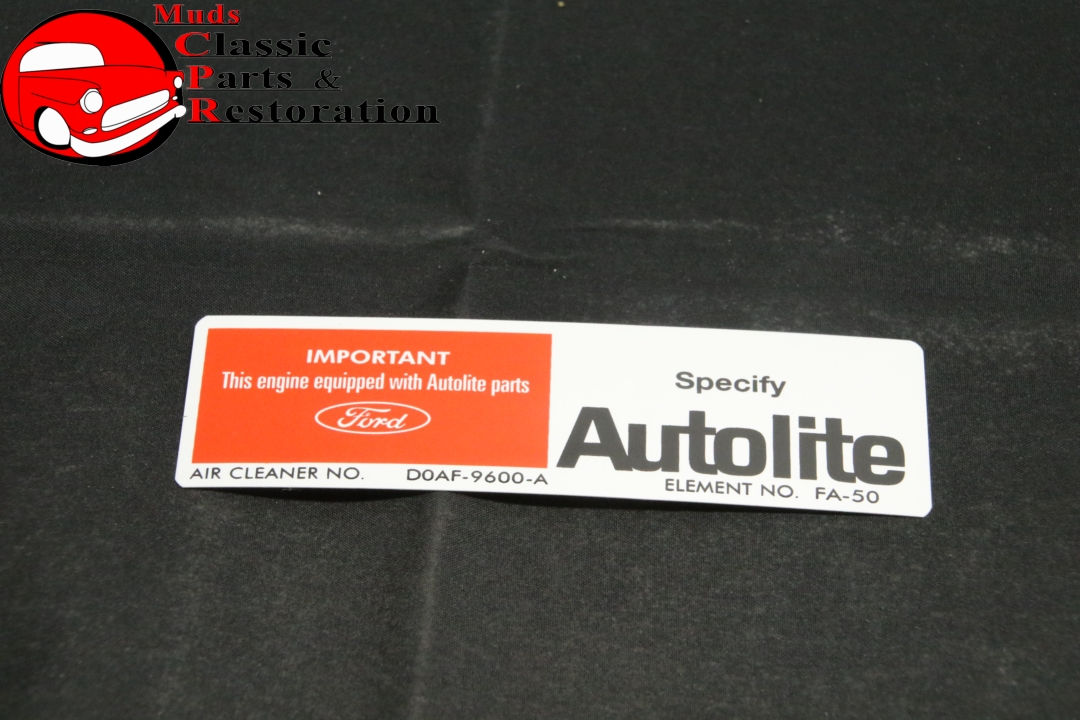 Muds
Classic
Parts &
Restoration
IMPORTANT
This engine equipped with Autolite parts
Ford
AIR CLEANER NO. D0AF-9600-A
Specify
Autolite
ELEMENT NO. FA-50